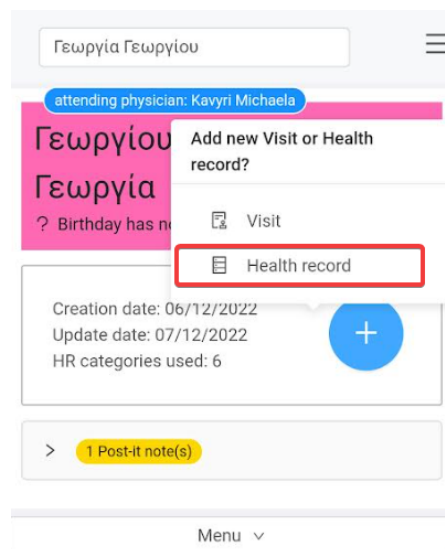 Γεωργία Γεωργίου
attending physician: Kavyri Michaela
Γεωργίου
Γεωργία
? Birthday has
Add new Visit or Health
record?
Visit
Health record
Creation date: 06/12/2022
Update date: 07/12/2022
HR categories used: 6
+
> 1 Post-it note(s)
Menu